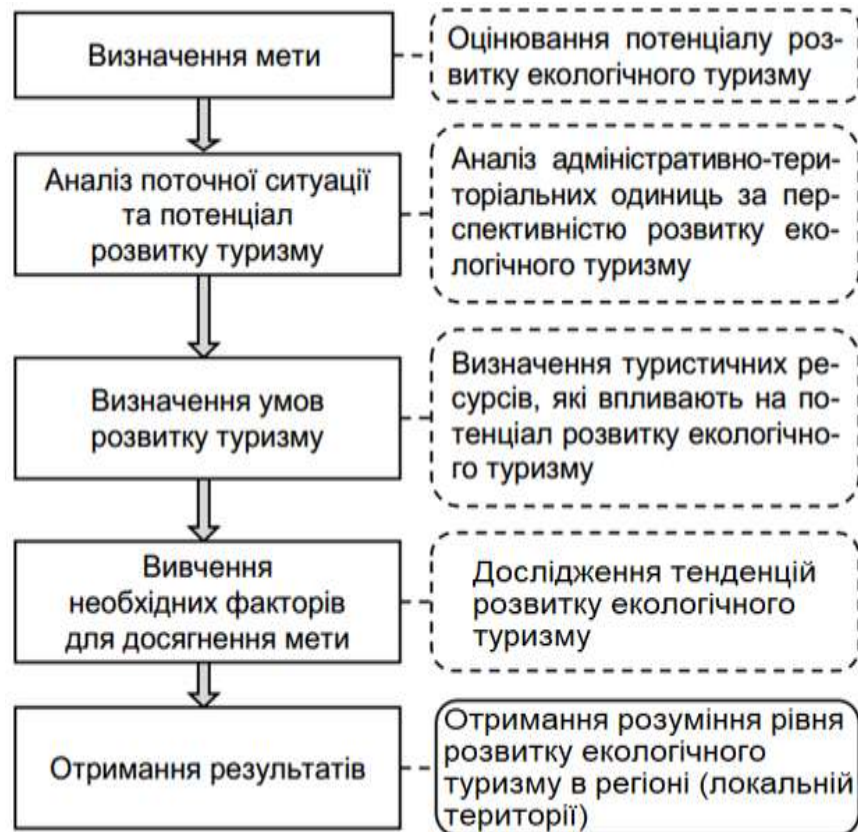 Визначення мети
Оцінювання потенціалу роз-
витку екологічного туризму
Аналіз поточної ситуації
та потенціал
розвитку туризму
Аналіз адміністративно-тери-
торіальних одиниць за пер-
спективністю розвитку еко-
логічного туризму
Визначення умов
розвитку туризму
Визначення туристичних ре-
сурсів, які впливають на по-
тенціал розвитку екологічно-
го туризму
Вивчення
необхідних факторів
для досягнення мети
Дослідження тенденцій
розвитку екологічного
туризму
Отримання результатів
Отримання розуміння рівня
розвитку екологічного
туризму в регіоні (локальній
території)